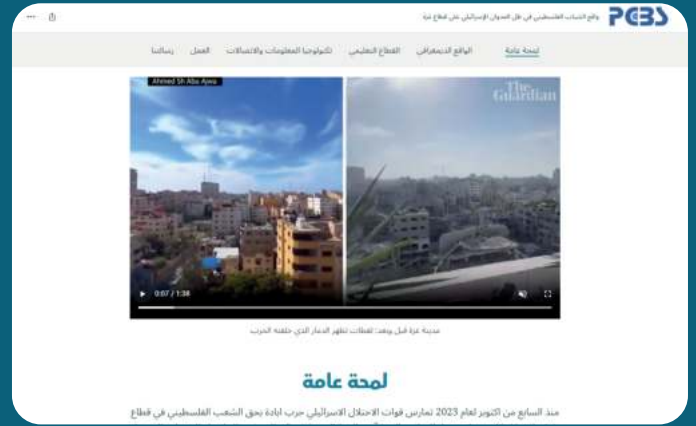 PCBS
واقع الشباب الفلسطيني في ظل العدوان الإسرائيلي على قطاع غزة
لمحة عامة
الواقع الديمغرافي
القطاع التعليمي
تكنولوجيا المعلومات والاتصالات
العمل
رسالتنا
Ahmed Sh Abu Ajwa
The Guardian
0:07 / 1:38
مدينة غزة قبل وبعد: لقطات تظهر الدمار الذي خلفته الحرب.
لمحة عامة
منذ السابع من اكتوبر لعام 2023 تمارس قوات الاحتلال الاسرائيلي حرب ابادة بحق الشعب الفلسطيني في قطاع